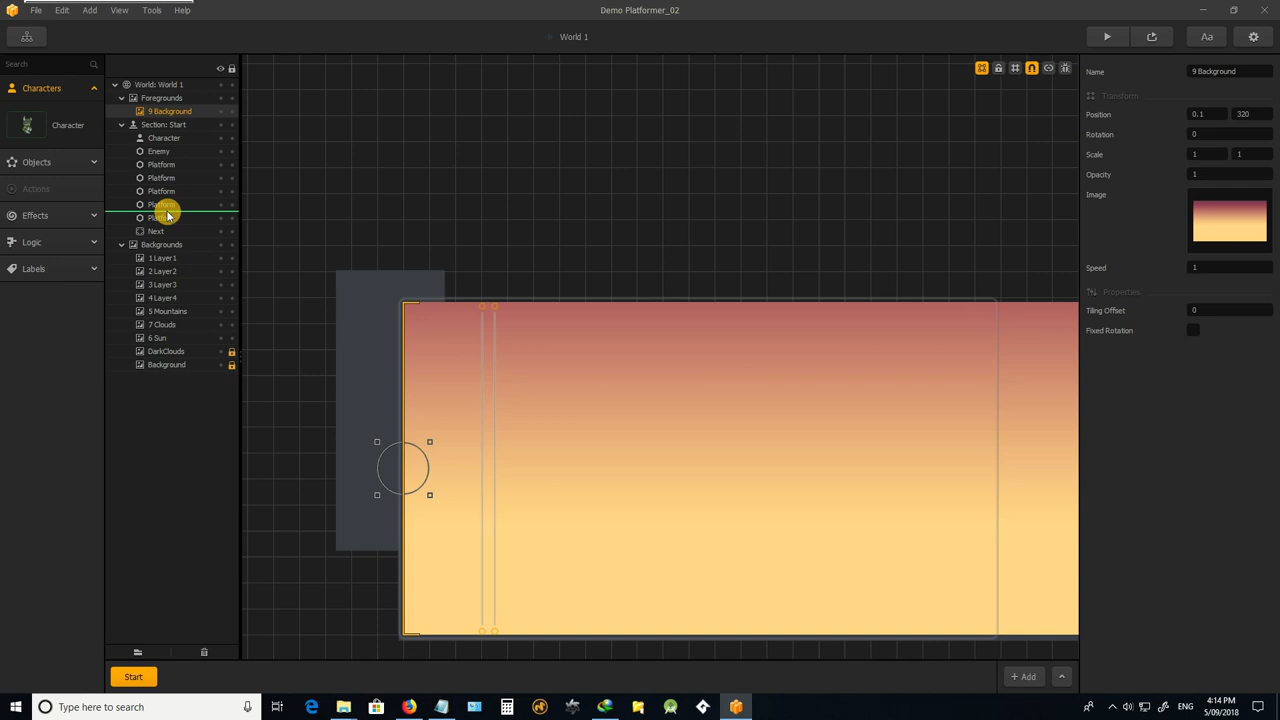 File Edit Add View Tools Help
Demo Platformer_02
World 1
Aa
Search
Characters
Character
Objects
Actions
Effects
Logic
Labels
World: World 1
Foregrounds
9 Background
Section: Start
Character
Enemy
Platform
Platform
Platform
Platform
Next
Backgrounds
1 Layer1
2 Layer2
3 Layer3
4 Layer4
5 Mountains
7 Clouds
6 Sun
DarkClouds
Background
Name 9 Background
Transform
Position 0.1 320
Rotation 0
Scale 1 1
Opacity 1
Image
Speed 1
Properties
Tiling Offset 0
Fixed Rotation
Start
Add
Type here to search
4:14 PM
5/09/2018